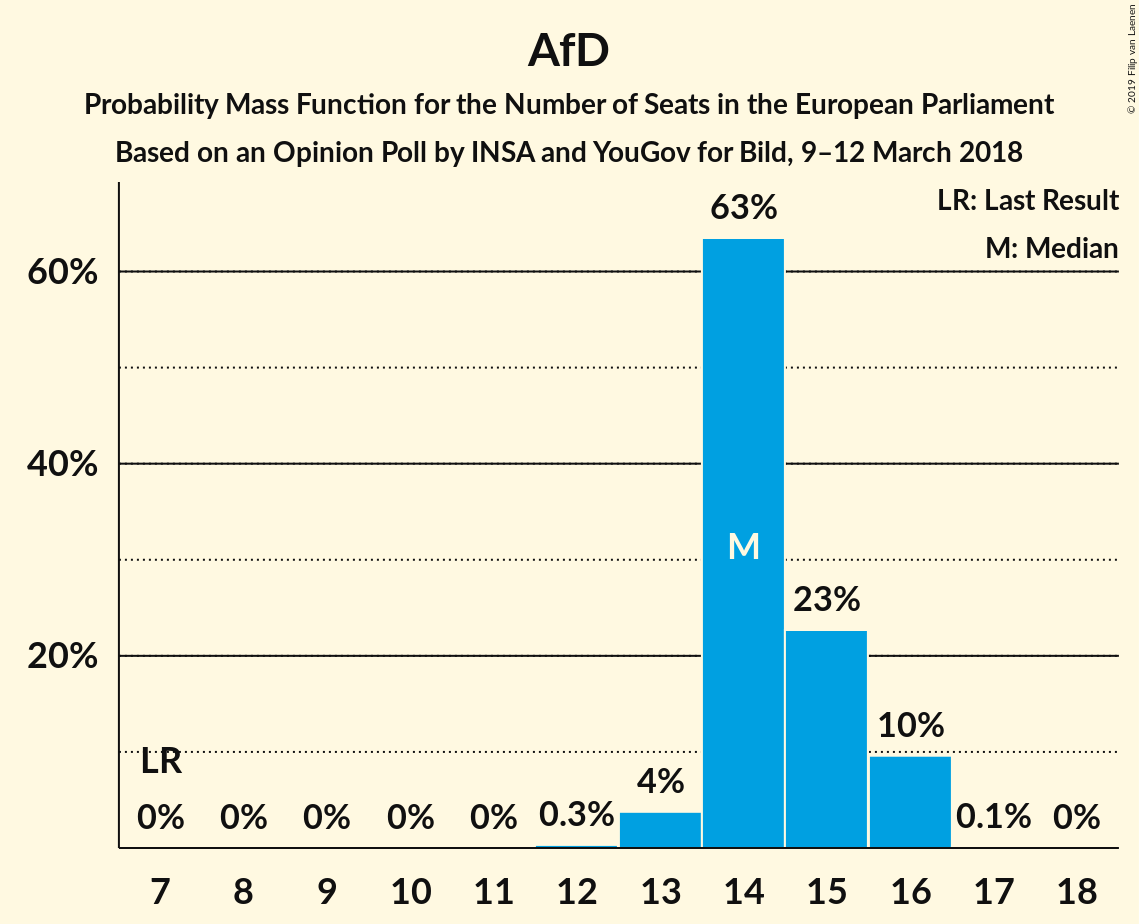 AfD
Probability Mass Function for the Number of Seats in the European Parliament
Based on an Opinion Poll by INSA and YouGov for Bild, 9–12 March 2018
© 2019 Filip van Laenen
LR: Last Result
M: Median
63%
60%
40%
M
23%
20%
10%
LR
4%
0% 0% 0% 0% 0% 0.3% 0.1% 0%
7 8 9 10 11 12 13 14 15 16 17 18